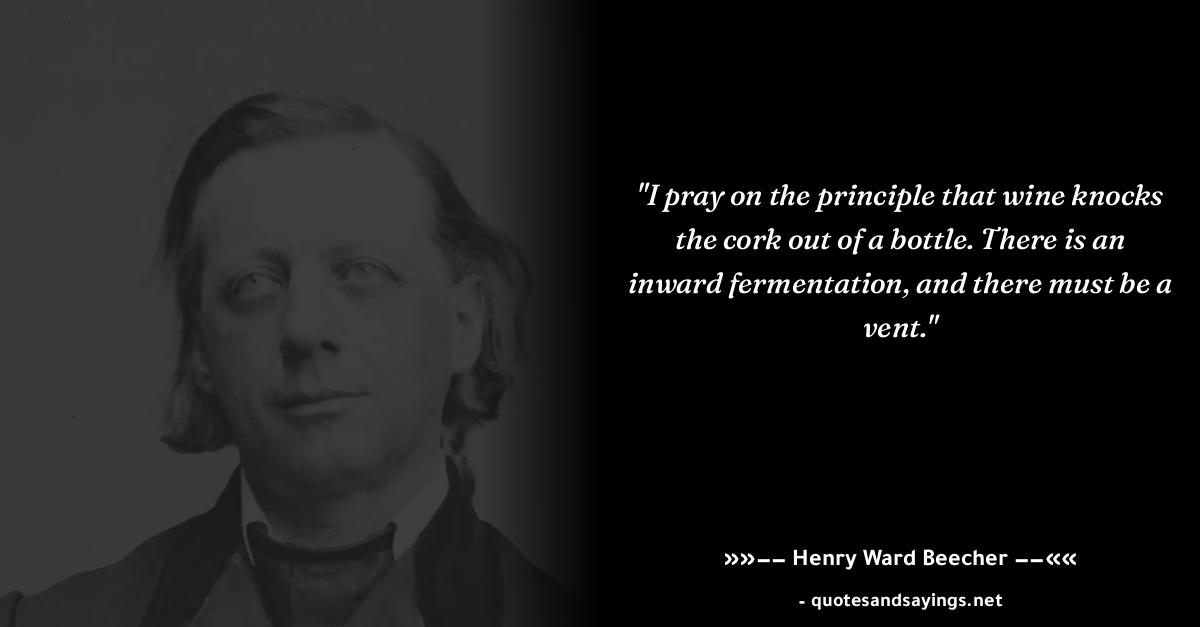 "I pray on the principle that wine knocks
the cork out of a bottle. There is an
inward fermentation, and there must be a
vent."
»»−− Henry Ward Beecher −−««
- quotesandsayings.net